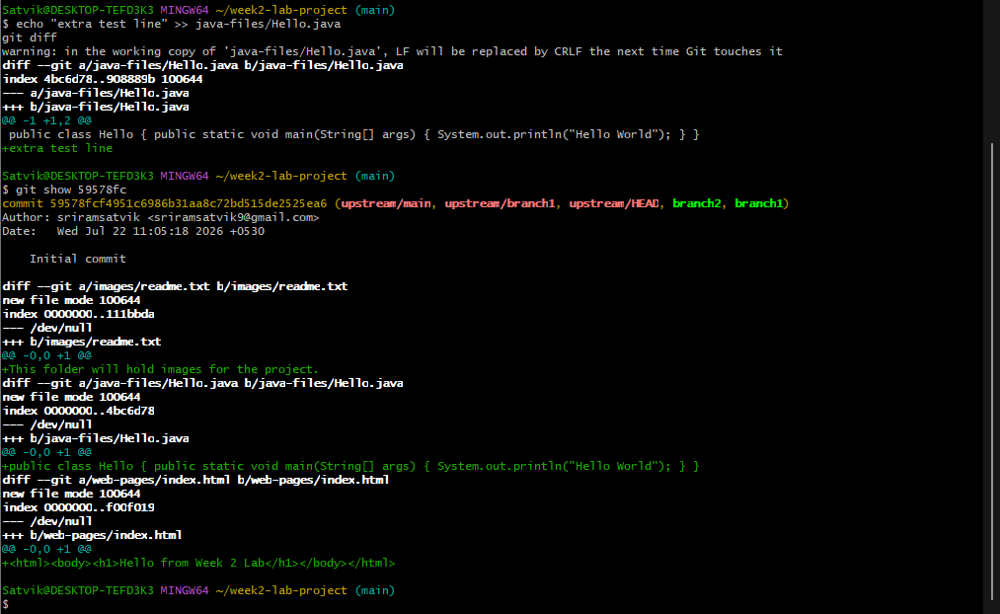 Satvik@DESKTOP-TEFD3K3 MINGW64 ~/week2-lab-project (main)
$ echo "extra test line" >> java-files/Hello.java
git diff
warning: in the working copy of 'java-files/Hello.java', LF will be replaced by CRLF the next time Git touches it
diff --git a/java-files/Hello.java b/java-files/Hello.java
index 4bc6d78..908889b 100644
--- a/java-files/Hello.java
+++ b/java-files/Hello.java
@@ -1 +1,2 @@
 public class Hello { public static void main(String[] args) { System.out.println("Hello World"); } }
+extra test line
Satvik@DESKTOP-TEFD3K3 MINGW64 ~/week2-lab-project (main)
$ git show 59578fc
commit 59578fcf4951c6986b31aa8c72bd515de2525ea6 (upstream/main, upstream/branch1, upstream/HEAD, branch2, branch1)
Author: sriramsatvik <sriramsatvik9@gmail.com>
Date:   Wed Jul 22 11:05:18 2026 +0530
    Initial commit
diff --git a/images/readme.txt b/images/readme.txt
new file mode 100644
index 0000000..111bbda
--- /dev/null
+++ b/images/readme.txt
@@ -0,0 +1 @@
+This folder will hold images for the project.
diff --git a/java-files/Hello.java b/java-files/Hello.java
new file mode 100644
index 0000000..4bc6d78
--- /dev/null
+++ b/java-files/Hello.java
@@ -0,0 +1 @@
+public class Hello { public static void main(String[] args) { System.out.println("Hello World"); } }
diff --git a/web-pages/index.html b/web-pages/index.html
new file mode 100644
index 0000000..f00f019
--- /dev/null
+++ b/web-pages/index.html
@@ -0,0 +1 @@
+<html><body><h1>Hello from Week 2 Lab</h1></body></html>
Satvik@DESKTOP-TEFD3K3 MINGW64 ~/week2-lab-project (main)
$